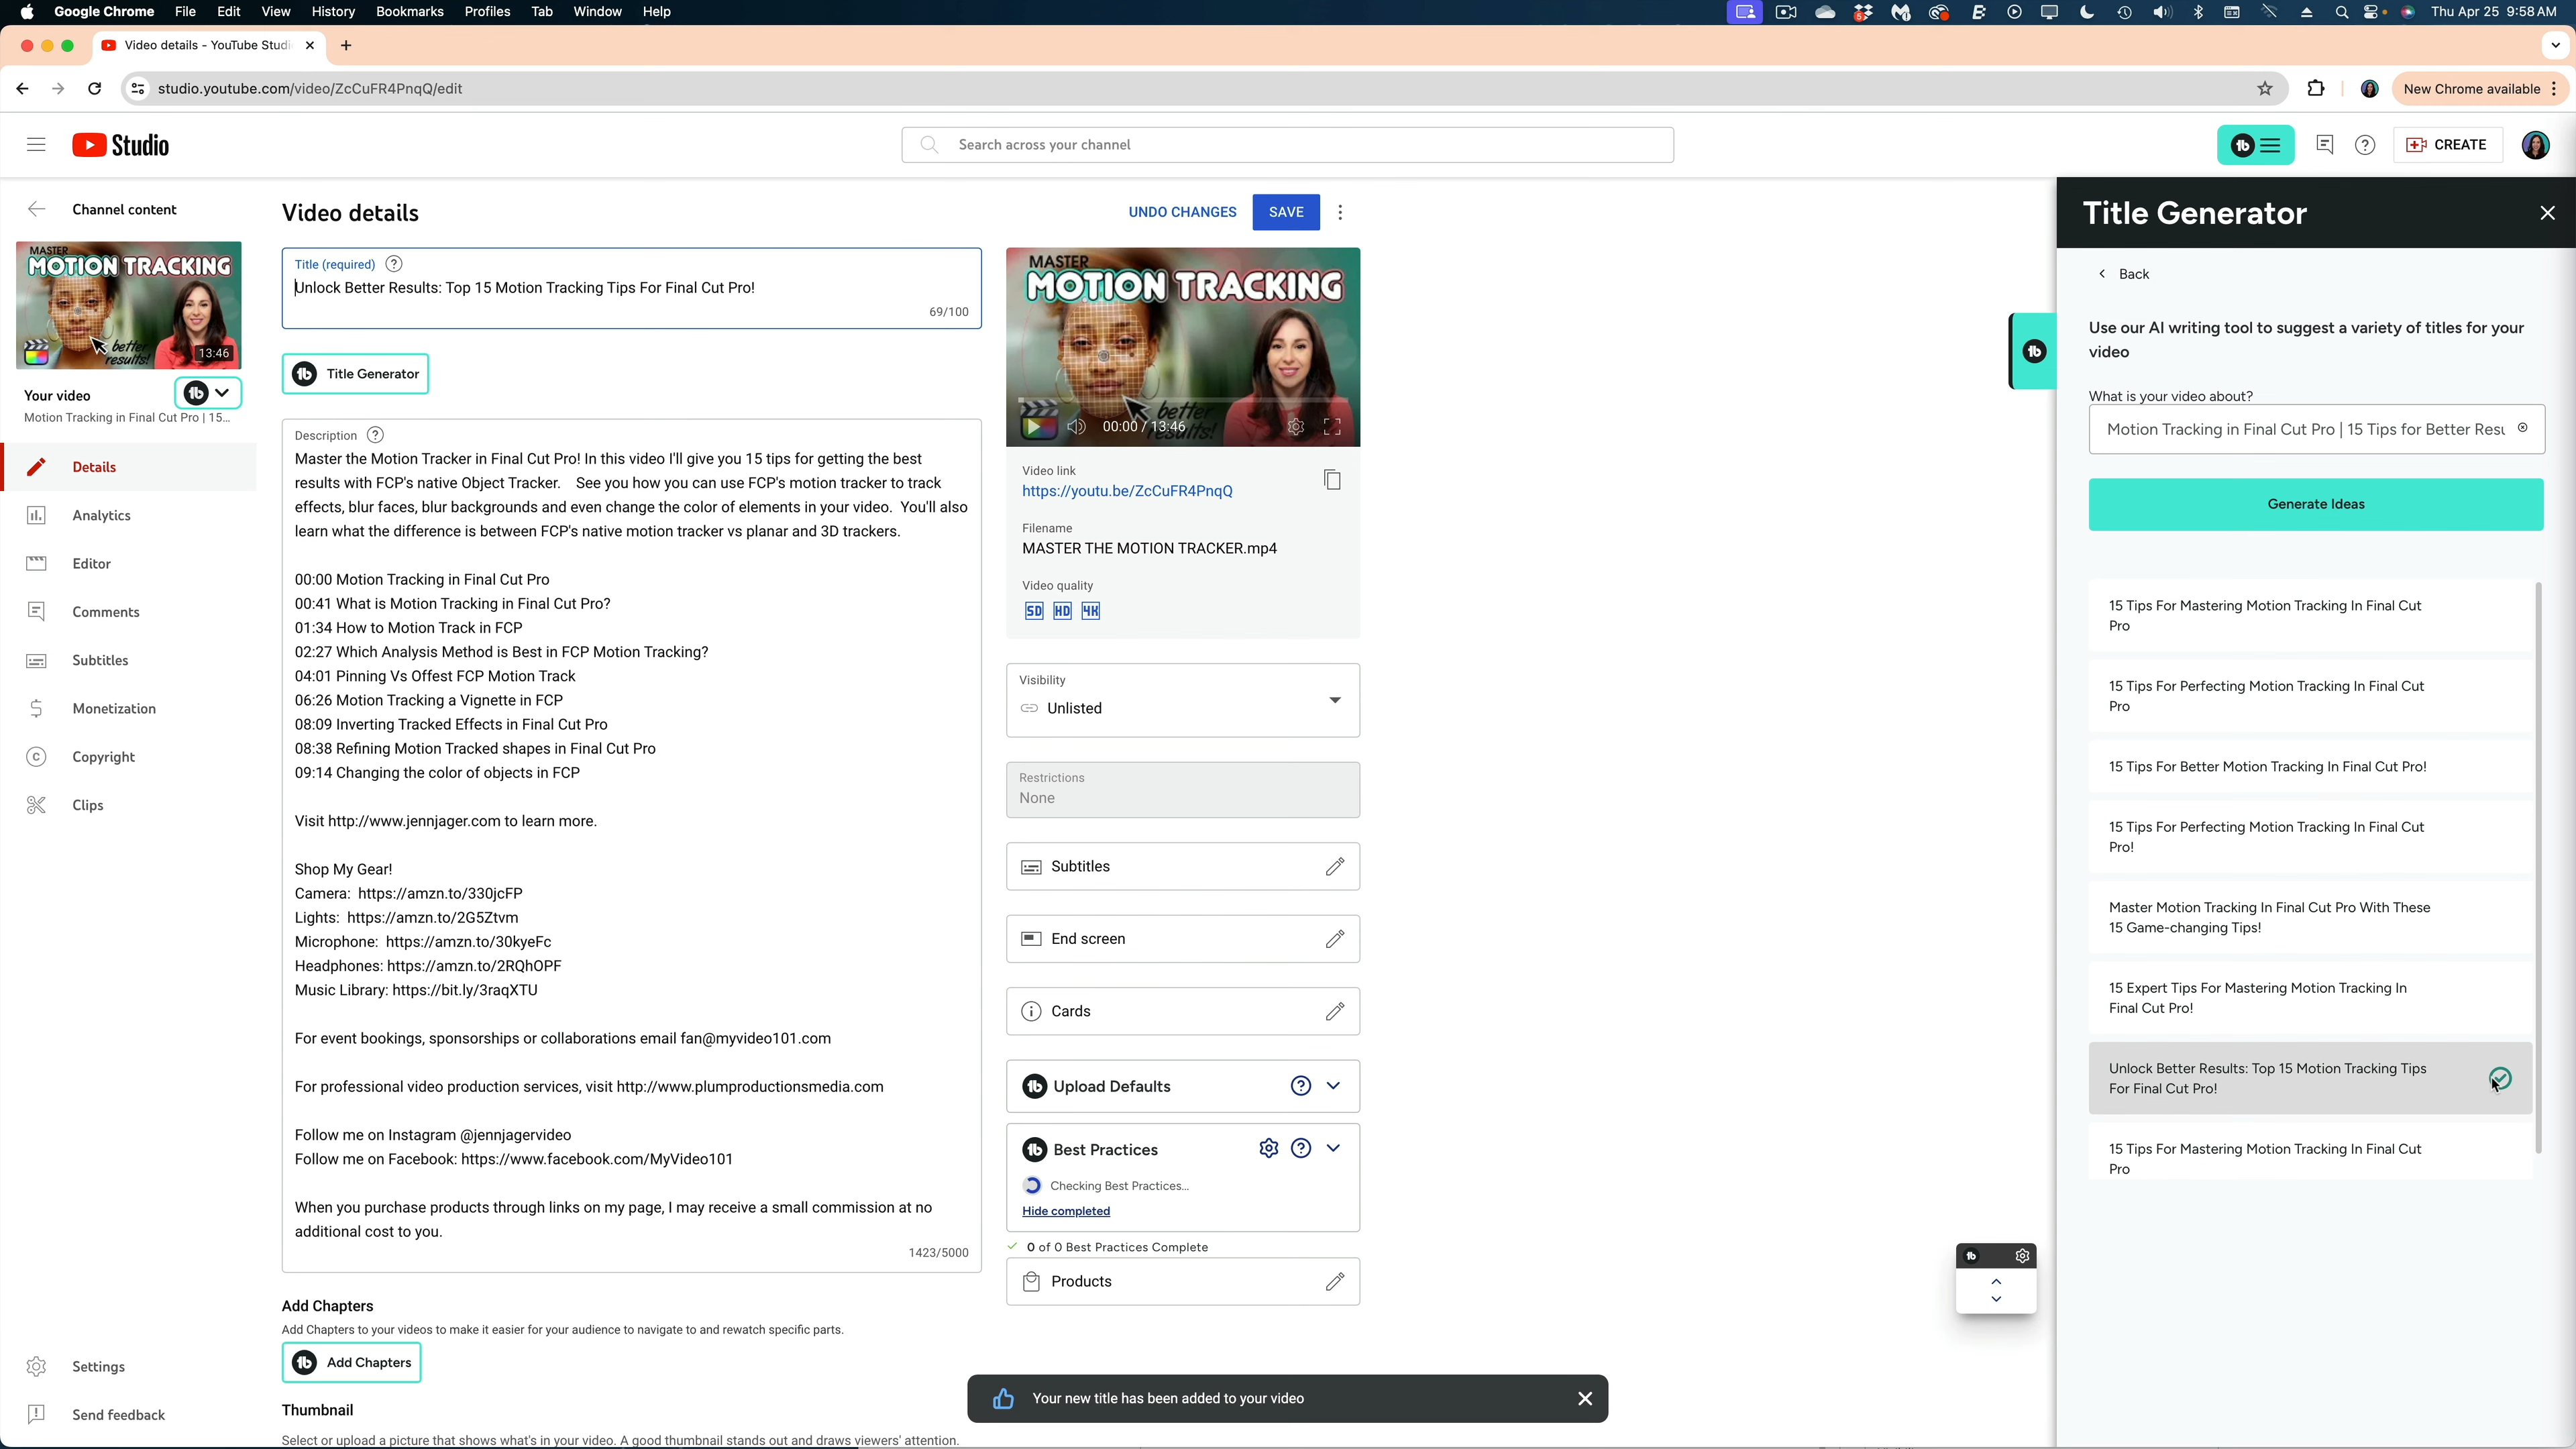 Google Chrome File Edit View History Bookmarks Profiles Tab Window Help
Thu Apr 25 9:58 AM
Video details - YouTube Studi
studio.youtube.com/video/ZcCuFR4PnqQ/edit
New Chrome available
Studio
Search across your channel
CREATE
Channel content
MASTER
MOTION TRACKING
better
results!
13:46
Your video
Motion Tracking in Final Cut Pro | 15...
Details
Analytics
Editor
Comments
Subtitles
Monetization
Copyright
Clips
Settings
Send feedback
Video details
UNDO CHANGES
SAVE
Title (required)
Unlock Better Results: Top 15 Motion Tracking Tips For Final Cut Pro!
69/100
Title Generator
Description
Master the Motion Tracker in Final Cut Pro! In this video I'll give you 15 tips for getting the best
results with FCP's native Object Tracker.    See you how you can use FCP's motion tracker to track
effects, blur faces, blur backgrounds and even change the color of elements in your video.  You'll also
learn what the difference is between FCP's native motion tracker vs planar and 3D trackers.
00:00 Motion Tracking in Final Cut Pro
00:41 What is Motion Tracking in Final Cut Pro?
01:34 How to Motion Track in FCP
02:27 Which Analysis Method is Best in FCP Motion Tracking?
04:01 Pinning Vs Offest FCP Motion Track
06:26 Motion Tracking a Vignette in FCP
08:09 Inverting Tracked Effects in Final Cut Pro
08:38 Refining Motion Tracked shapes in Final Cut Pro
09:14 Changing the color of objects in FCP
Visit http://www.jennjager.com to learn more.
Shop My Gear!
Camera:  https://amzn.to/330jcFP
Lights:  https://amzn.to/2G5Ztvm
Microphone:  https://amzn.to/30kyeFc
Headphones: https://amzn.to/2RQhOPF
Music Library: https://bit.ly/3raqXTU
For event bookings, sponsorships or collaborations email fan@myvideo101.com
For professional video production services, visit http://www.plumproductionsmedia.com
Follow me on Instagram @jennjagervideo
Follow me on Facebook: https://www.facebook.com/MyVideo101
When you purchase products through links on my page, I may receive a small commission at no
additional cost to you.
1423/5000
Add Chapters
Add Chapters to your videos to make it easier for your audience to navigate to and rewatch specific parts.
Add Chapters
Thumbnail
Select or upload a picture that shows what's in your video. A good thumbnail stands out and draws viewers' attention.
MASTER
MOTION TRACKING
better
results!
00:00 / 13:46
Video link
https://youtu.be/ZcCuFR4PnqQ
Filename
MASTER THE MOTION TRACKER.mp4
Video quality
SD HD 4K
Visibility
Unlisted
Restrictions
None
Subtitles
End screen
Cards
Upload Defaults
Best Practices
Checking Best Practices...
Hide completed
0 of 0 Best Practices Complete
Products
Your new title has been added to your video
Title Generator
Back
Use our AI writing tool to suggest a variety of titles for your
video
What is your video about?
Motion Tracking in Final Cut Pro | 15 Tips for Better Resu
Generate Ideas
15 Tips For Mastering Motion Tracking In Final Cut
Pro
15 Tips For Perfecting Motion Tracking In Final Cut
Pro
15 Tips For Better Motion Tracking In Final Cut Pro!
15 Tips For Perfecting Motion Tracking In Final Cut
Pro!
Master Motion Tracking In Final Cut Pro With These
15 Game-changing Tips!
15 Expert Tips For Mastering Motion Tracking In
Final Cut Pro!
Unlock Better Results: Top 15 Motion Tracking Tips
For Final Cut Pro!
15 Tips For Mastering Motion Tracking In Final Cut
Pro